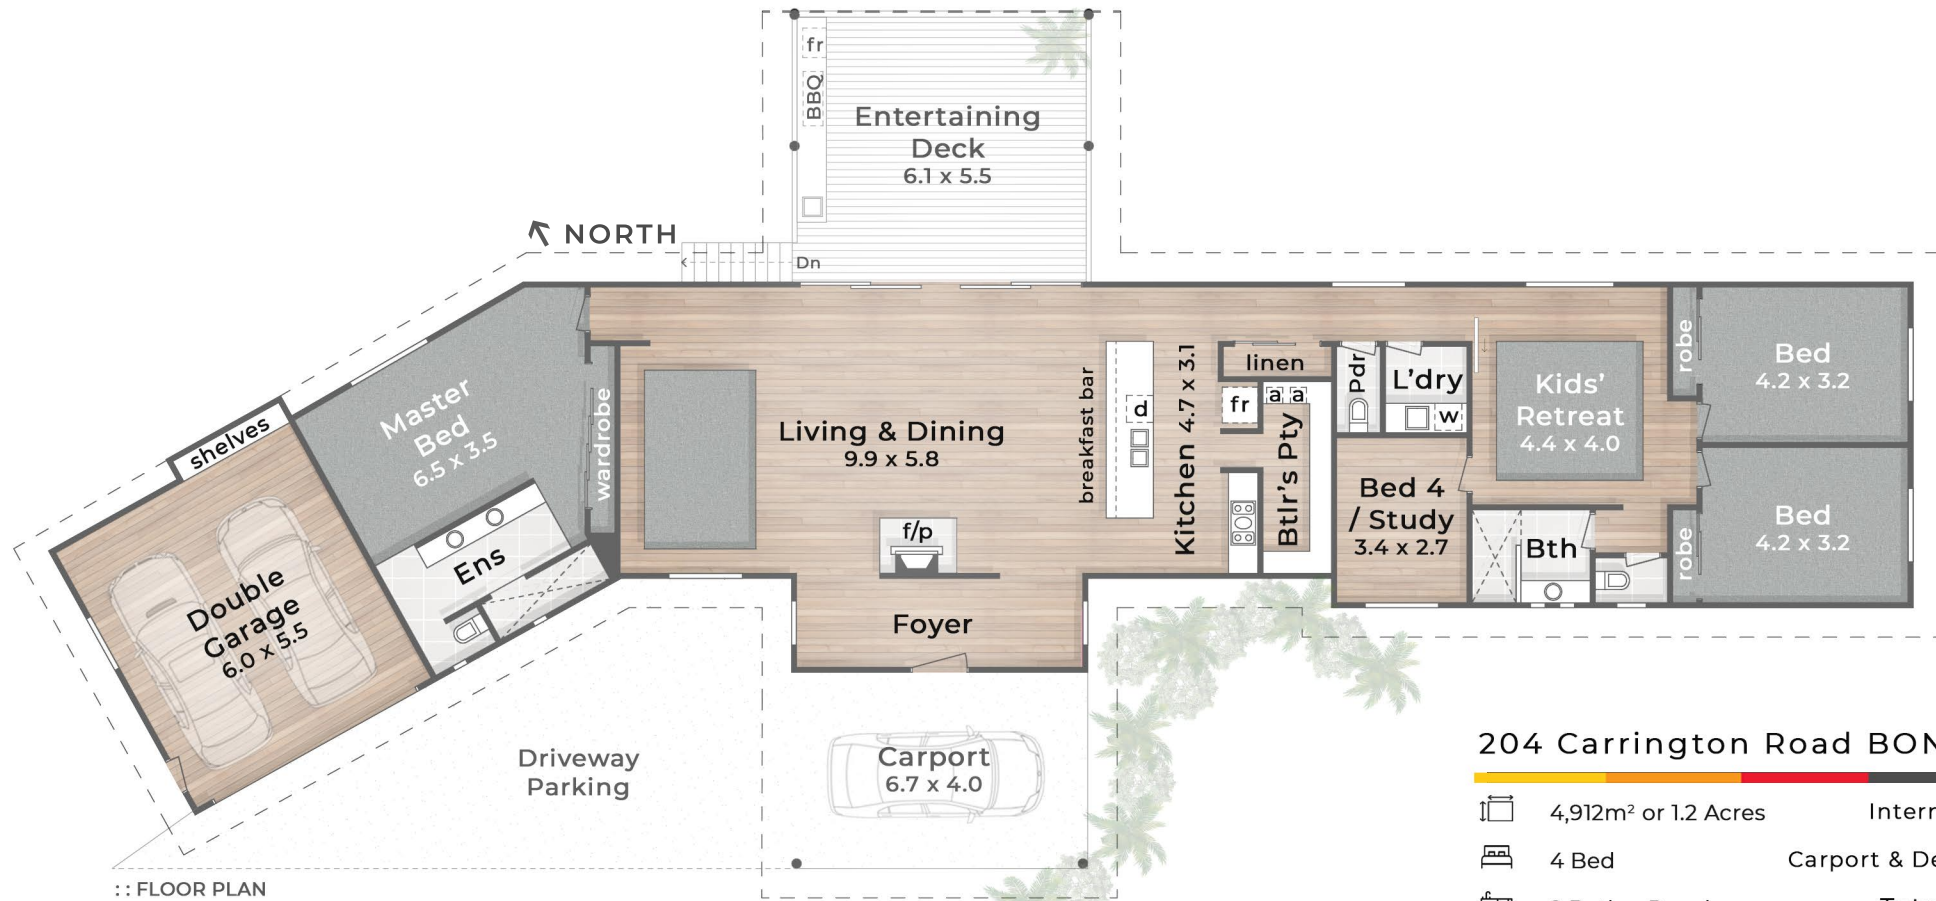 fr
BBQ
Entertaining
Deck
6.1 x 5.5
NORTH
Dn
Master
Bed
6.5 x 3.5
shelves
wardrobe
Ens
Double
Garage
6.0 x 5.5
Living & Dining
9.9 x 5.8
f/p
Foyer
breakfast bar
d
Kitchen 4.7 x 3.1
linen
fr
a a
Btlr's Pty
Pdr
L'dry
w
Bed 4
/ Study
3.4 x 2.7
Kids'
Retreat
4.4 x 4.0
Bth
robe
Bed
4.2 x 3.2
robe
Bed
4.2 x 3.2
Driveway
Parking
Carport
6.7 x 4.0
:: FLOOR PLAN
204 Carrington Road BON
4,912m² or 1.2 Acres
Intern
4 Bed
Carport & De